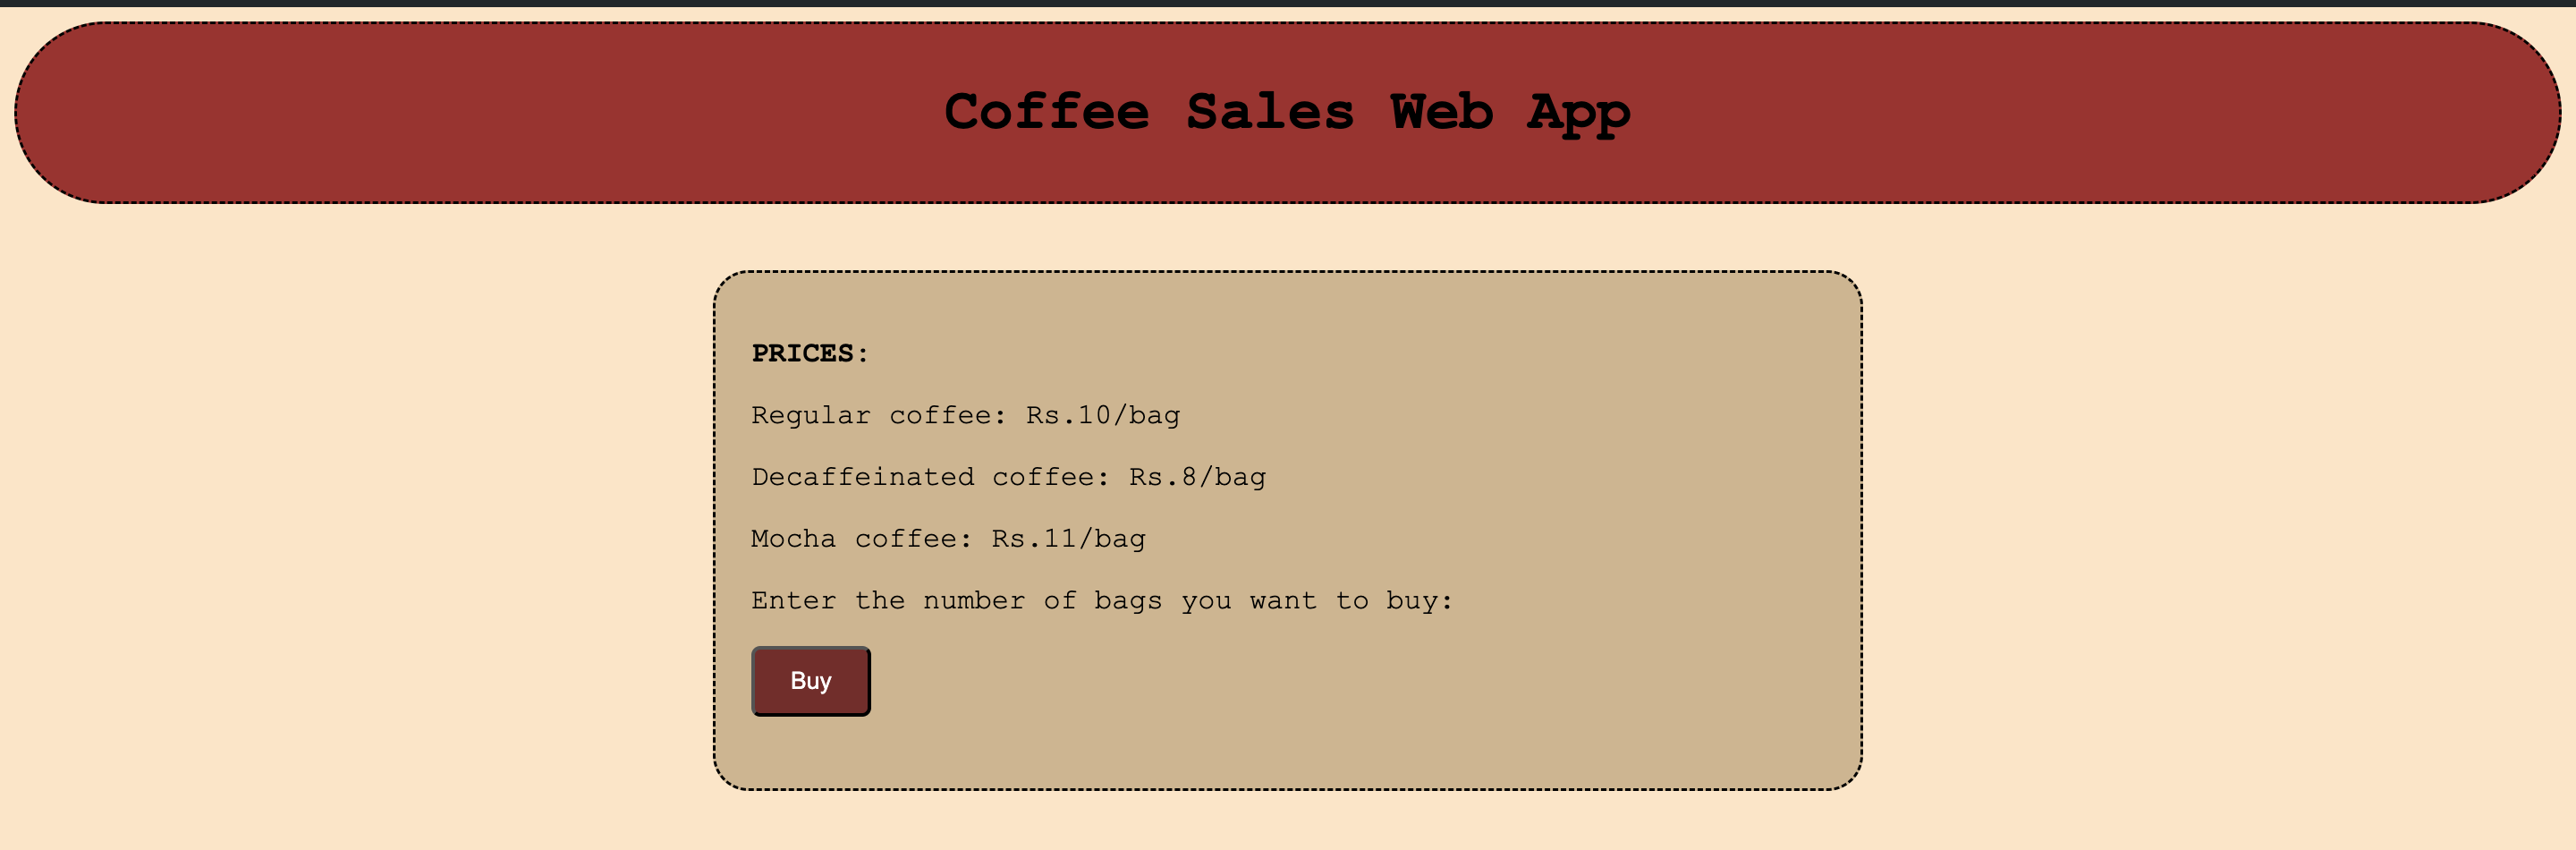 Coffee Sales Web App
PRICES:
Regular coffee: Rs.10/bag
Decaffeinated coffee: Rs.8/bag
Mocha coffee: Rs.11/bag
Enter the number of bags you want to buy:
Buy